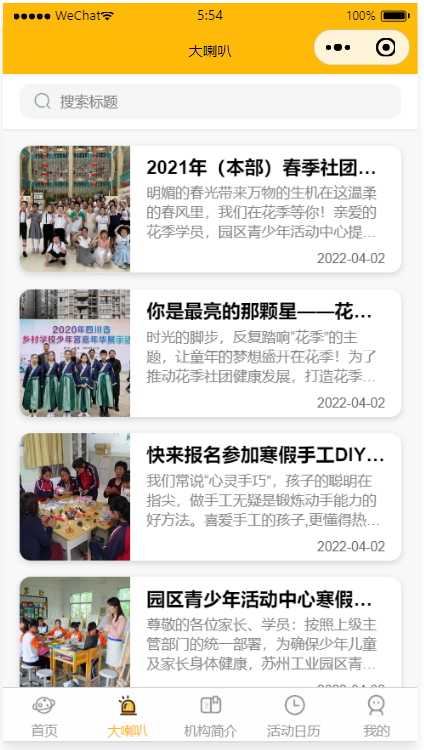 WeChat
5:54
100%
大喇叭
搜索标题
2021年（本部）春季社团...
明媚的春光带来万物的生机在这温柔
的春风里，我们在花季等你！亲爱的
花季学员，园区青少年活动中心提...
2022-04-02
2020年四川省
乡村学校少年宫嘉年华展示活
你是最亮的那颗星——花...
时光的脚步，反复踏响“花季”的主
题，让童年的梦想盛开在花季！为了
推动花季社团健康发展，打造花季...
2022-04-02
快来报名参加寒假手工DIY...
我们常说“心灵手巧”，孩子的聪明在
指尖，做手工无疑是锻炼动手能力的
好方法。喜爱手工的孩子,更懂得热...
2022-04-02
园区青少年活动中心寒假...
尊敬的各位家长、学员：按照上级主
管部门的统一部署，为确保少年儿童
及家长身体健康，苏州工业园区青...
首页
大喇叭
机构简介
活动日历
我的